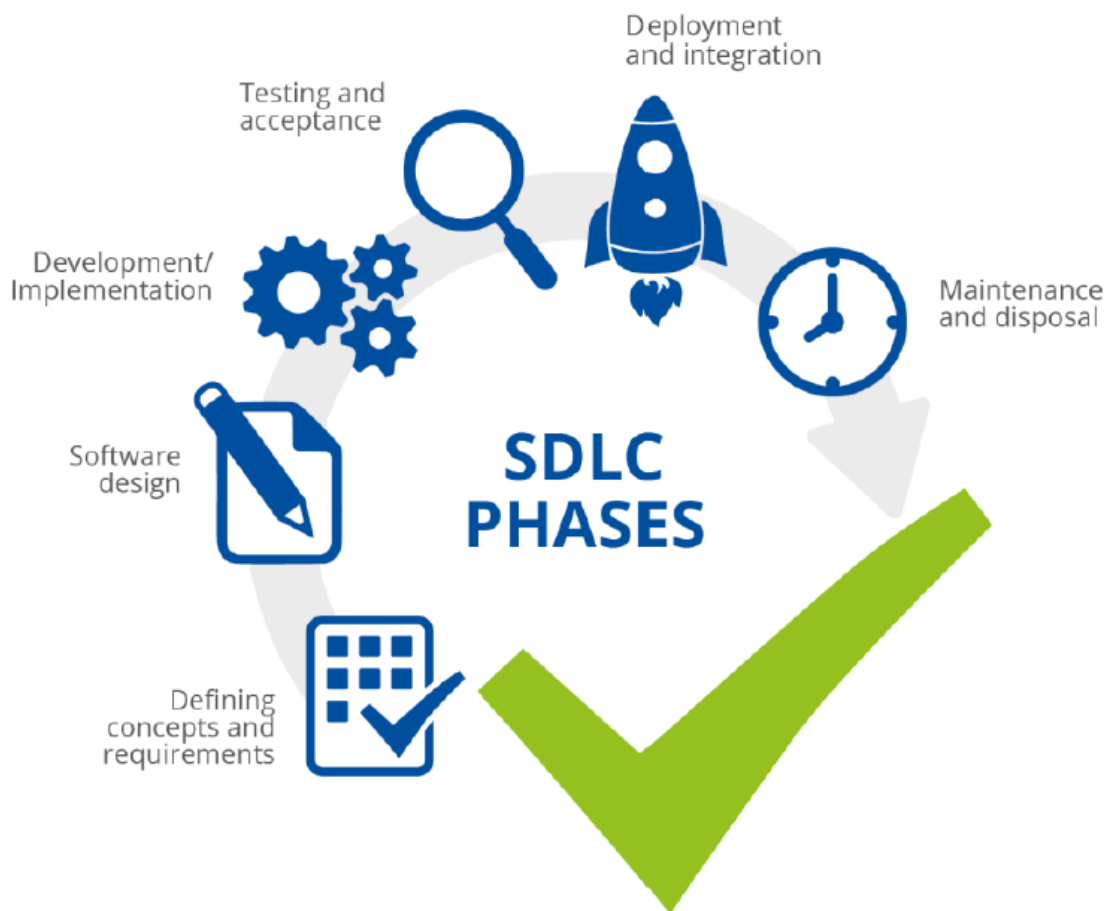 Deployment
and integration
Testing and
acceptance
Development/
Implementation
Maintenance
and disposal
Software
design
SDLC
PHASES
Defining
concepts and
requirements